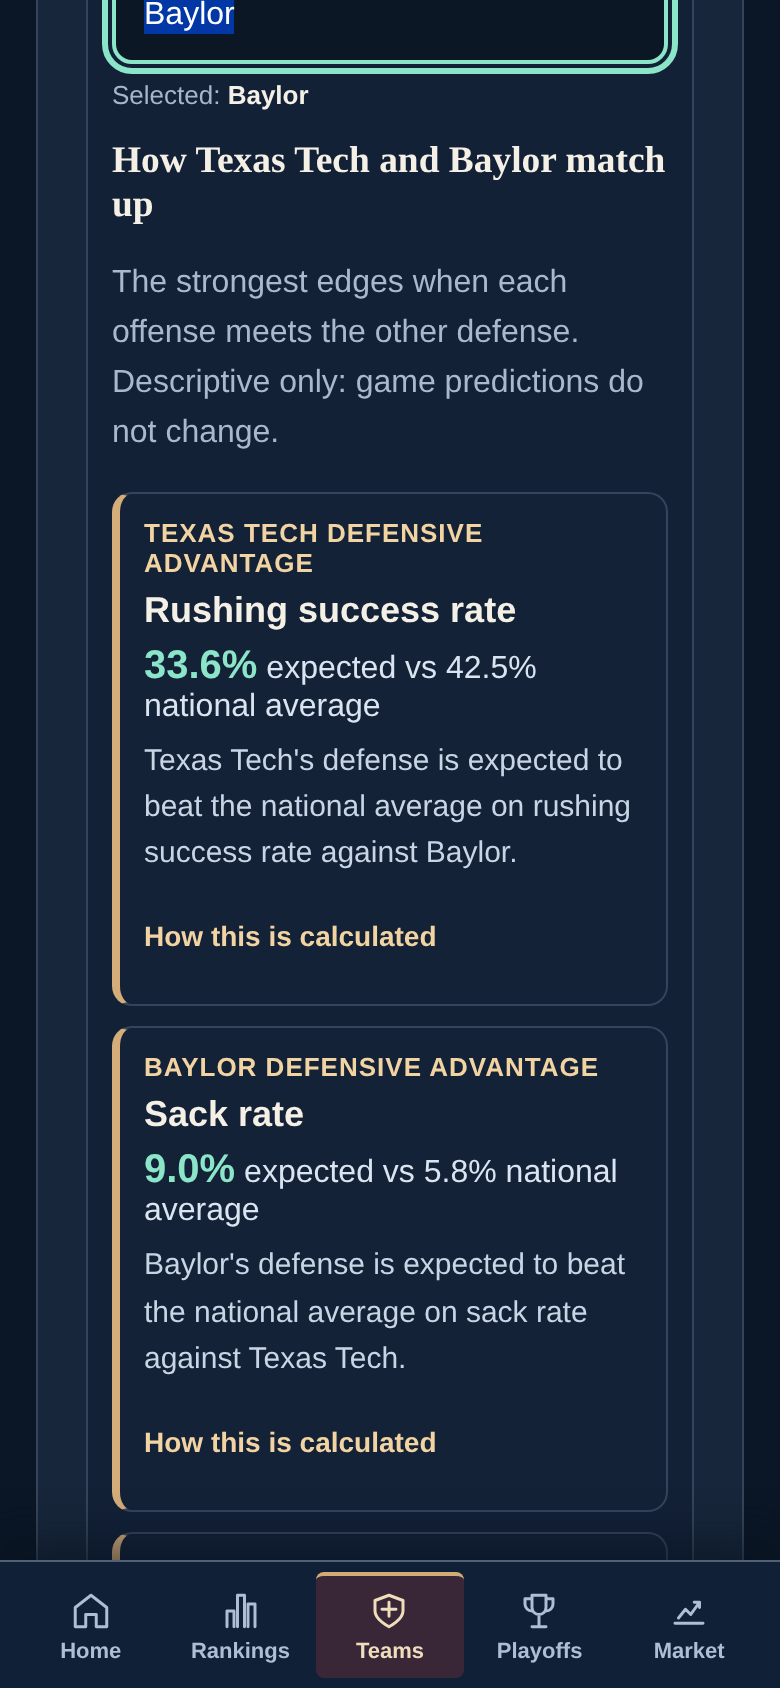 Baylor
Selected: Baylor
How Texas Tech and Baylor match
up
The strongest edges when each
offense meets the other defense.
Descriptive only: game predictions do
not change.
TEXAS TECH DEFENSIVE
ADVANTAGE
Rushing success rate
33.6% expected vs 42.5%
national average
Texas Tech's defense is expected to
beat the national average on rushing
success rate against Baylor.
How this is calculated
BAYLOR DEFENSIVE ADVANTAGE
Sack rate
9.0% expected vs 5.8% national
average
Baylor's defense is expected to beat
the national average on sack rate
against Texas Tech.
How this is calculated
Home Rankings Teams Playoffs Market